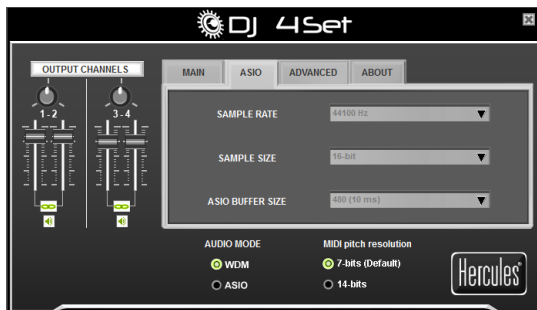 DJ 4Set
OUTPUT CHANNELS
1 - 2
3 - 4
MAIN
ASIO
ADVANCED
ABOUT
SAMPLE RATE
44100 Hz
SAMPLE SIZE
16-bit
ASIO BUFFER SIZE
480 (10 ms)
AUDIO MODE
WDM
ASIO
MIDI pitch resolution
7-bits (Default)
14-bits
Hercules